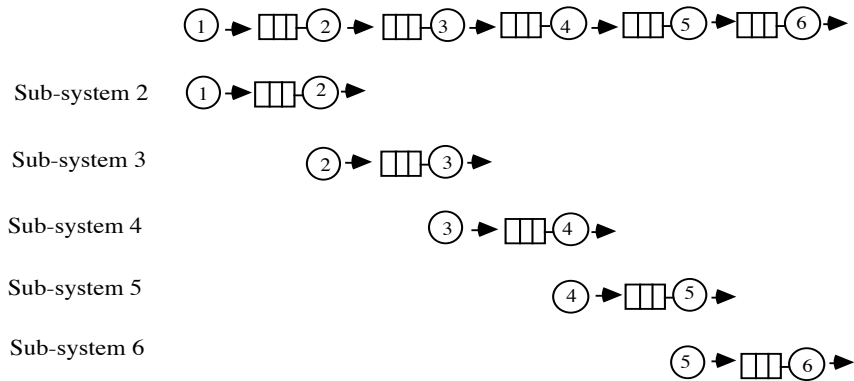 1 2 3 4 5 6
Sub-system 2 1 2
Sub-system 3 2 3
Sub-system 4 3 4
Sub-system 5 4 5
Sub-system 6 5 6